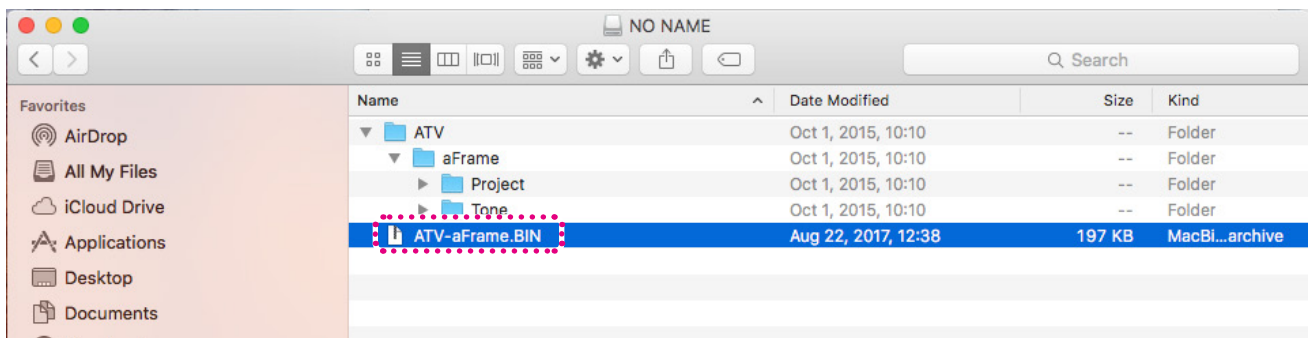 NO NAME
Search
Favorites
AirDrop
All My Files
iCloud Drive
Applications
Desktop
Documents
Name Date Modified Size Kind
ATV Oct 1, 2015, 10:10 -- Folder
aFrame Oct 1, 2015, 10:10 -- Folder
Project Oct 1, 2015, 10:10 -- Folder
Tone Oct 1, 2015, 10:10 -- Folder
ATV-aFrame.BIN Aug 22, 2017, 12:38 197 KB MacBi...archive